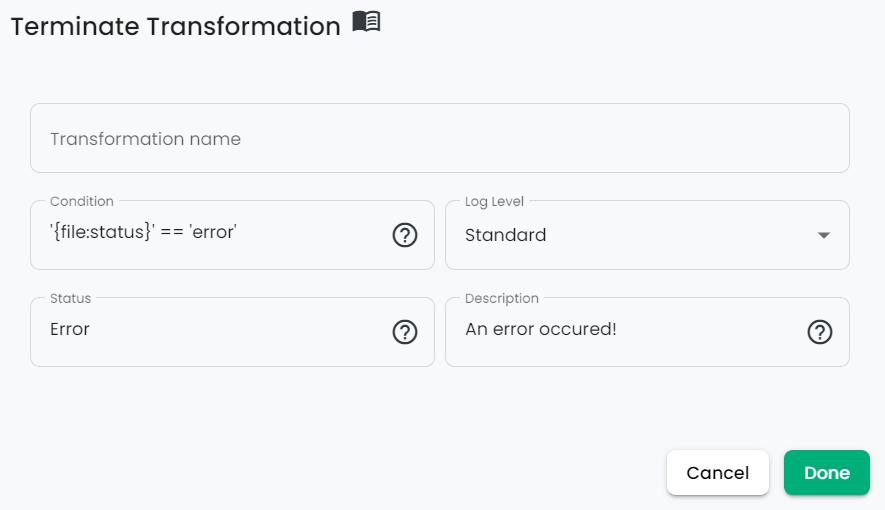 Terminate Transformation
Transformation name
Condition
'{file:status}' == 'error'
Log Level
Standard
Status
Error
Description
An error occured!
Cancel
Done